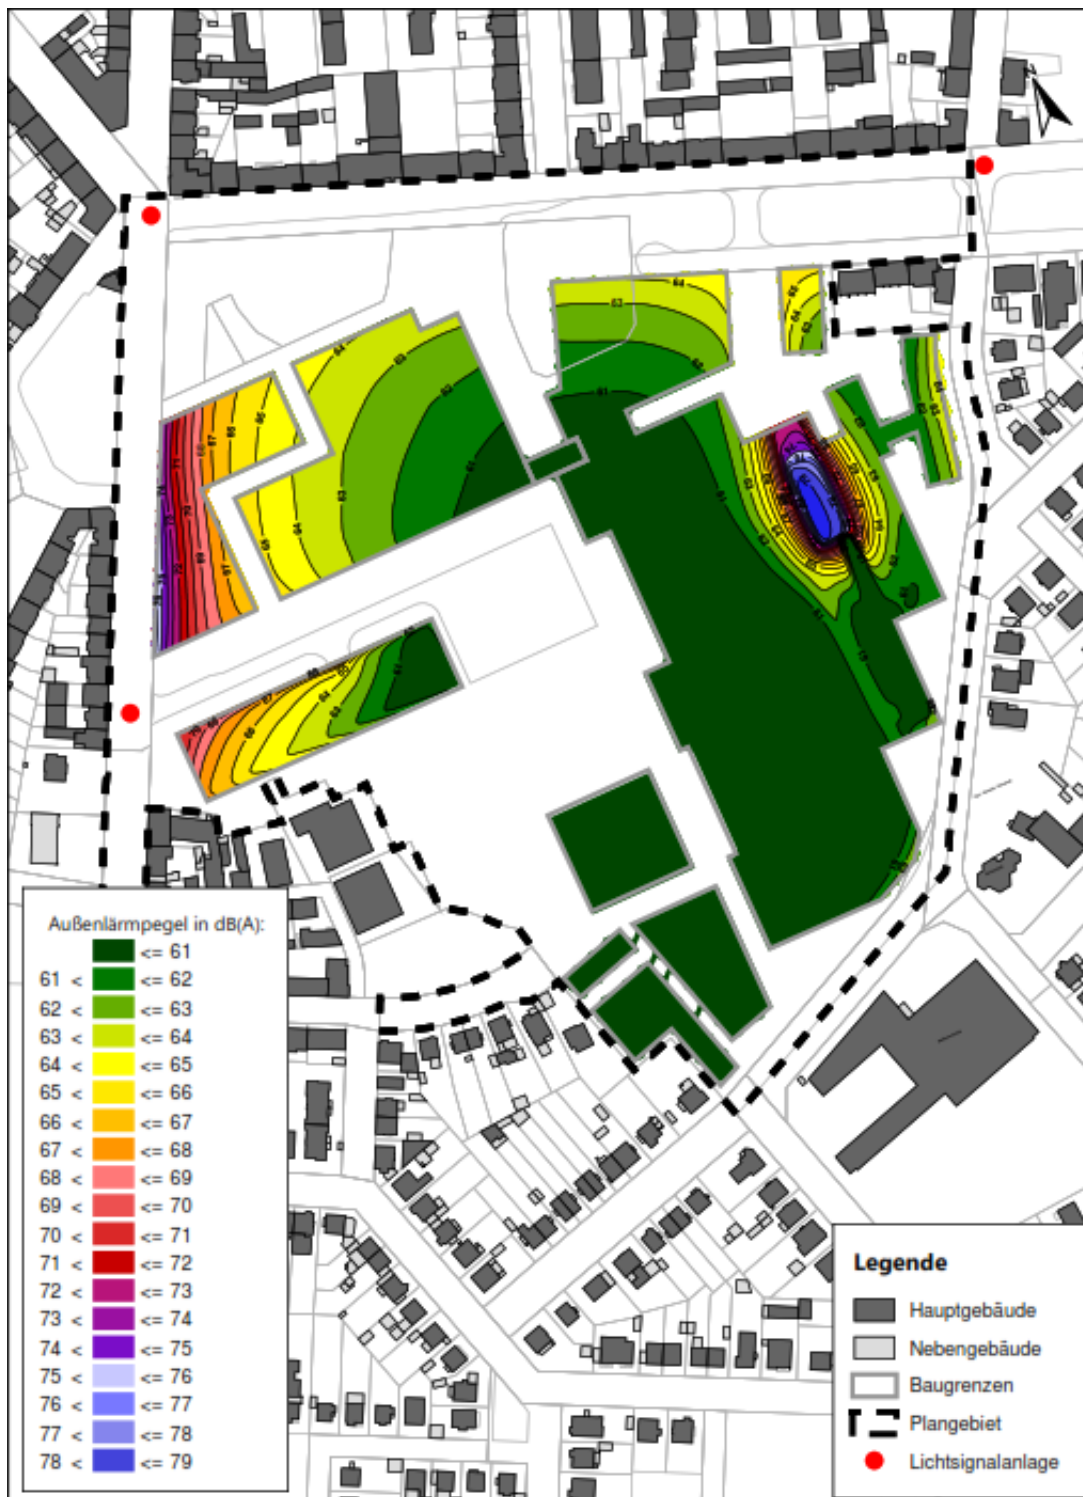 Außenlärmpegel in dB(A):
<= 61
61 < <= 62
62 < <= 63
63 < <= 64
64 < <= 65
65 < <= 66
66 < <= 67
67 < <= 68
68 < <= 69
69 < <= 70
70 < <= 71
71 < <= 72
72 < <= 73
73 < <= 74
74 < <= 75
75 < <= 76
76 < <= 77
77 < <= 78
78 < <= 79
Legende
Hauptgebäude
Nebengebäude
Baugrenzen
Plangebiet
Lichtsignalanlage